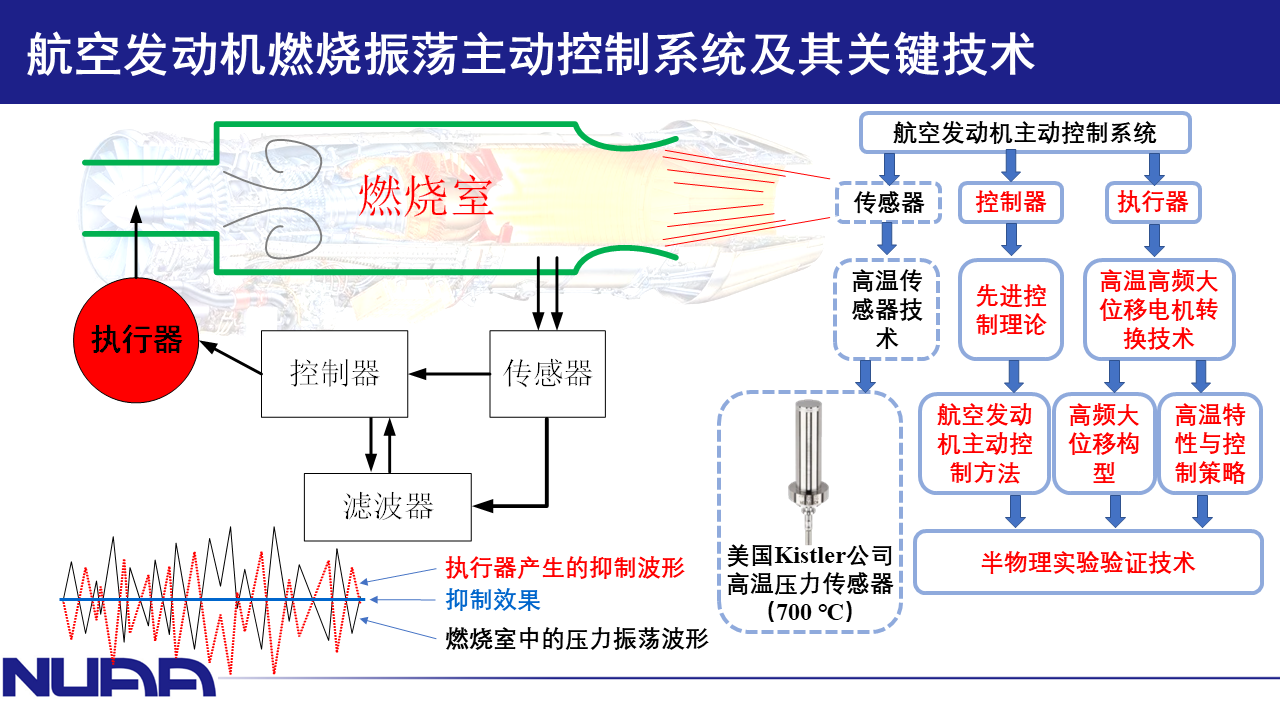 航空发动机燃烧振荡主动控制系统及其关键技术
燃烧室
执行器
控制器
传感器
滤波器
执行器产生的抑制波形
抑制效果
燃烧室中的压力振荡波形
航空发动机主动控制系统
传感器
控制器
执行器
高温传
感器技
术
先进控
制理论
高温高频大
位移电机转
换技术
美国Kistler公司
高温压力传感器
（700 ℃）
航空发动
机主动控
制方法
高频大
位移构
型
高温特
性与控
制策略
半物理实验验证技术
NUAA